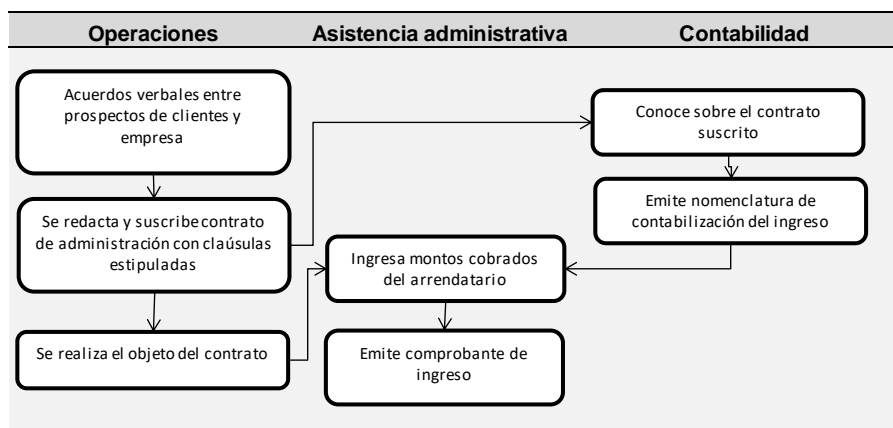 Operaciones
Asistencia administrativa
Contabilidad
Acuerdos verbales entre
prospectos de clientes y
empresa
Conoce sobre el contrato
suscrito
Se redacta y suscribe contrato
de administración con claúsulas
estipuladas
Emite nomenclatura de
contabilización del ingreso
Ingresa montos cobrados
del arrendatario
Se realiza el objeto del contrato
Emite comprobante de
ingreso